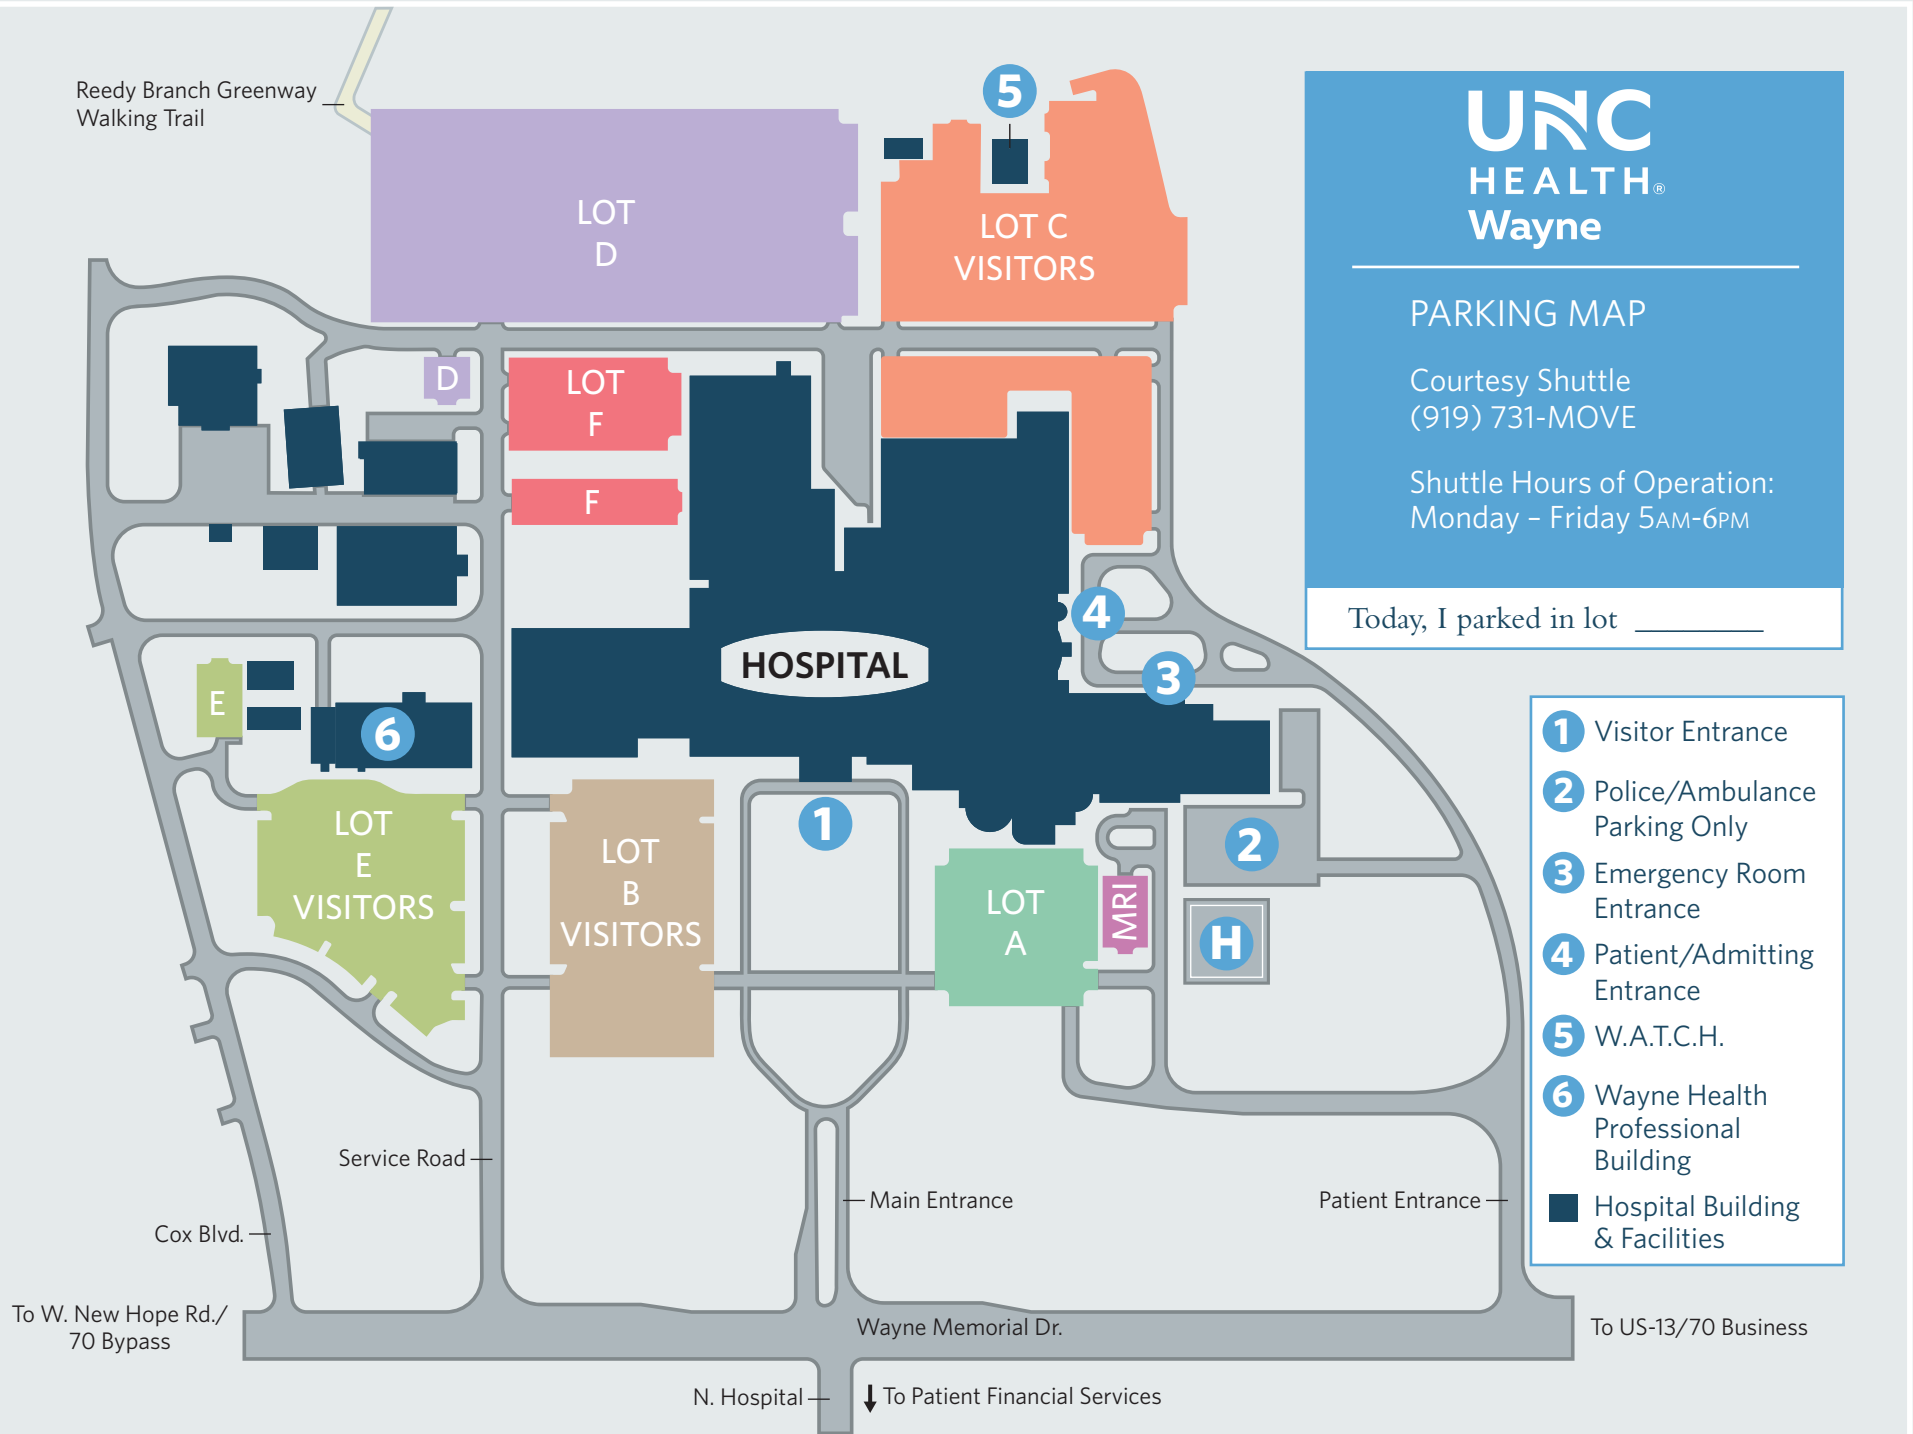 Reedy Branch Greenway
Walking Trail
5
LOT
D
LOT C
VISITORS
UNC
HEALTH®
Wayne
PARKING MAP
Courtesy Shuttle
(919) 731-MOVE
Shuttle Hours of Operation:
Monday – Friday 5AM-6PM
Today, I parked in lot ________
D
LOT
F
F
4
HOSPITAL
3
E
6
1
2
LOT
E
VISITORS
LOT
B
VISITORS
LOT
A
MRI
H
1 Visitor Entrance
2 Police/Ambulance
Parking Only
3 Emergency Room
Entrance
4 Patient/Admitting
Entrance
5 W.A.T.C.H.
6 Wayne Health
Professional
Building
Hospital Building
& Facilities
Service Road
Main Entrance
Patient Entrance
Cox Blvd.
To W. New Hope Rd./
70 Bypass
Wayne Memorial Dr.
To US-13/70 Business
N. Hospital
To Patient Financial Services